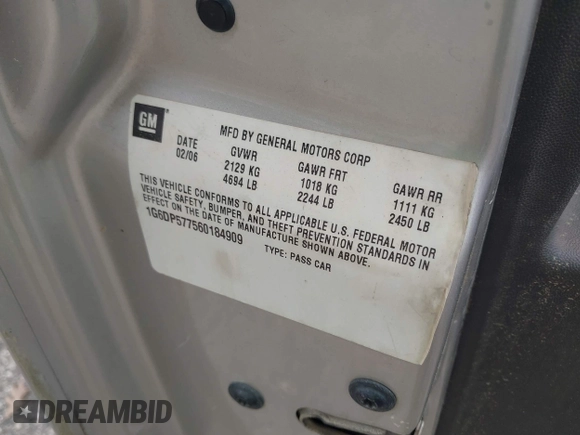 GM
MFD BY GENERAL MOTORS CORP
DATE GVWR GAWR FRT GAWR RR
02/06 2129 KG 1018 KG 1111 KG
4694 LB 2244 LB 2450 LB
THIS VEHICLE CONFORMS TO ALL APPLICABLE U.S. FEDERAL MOTOR
VEHICLE SAFETY, BUMPER, AND THEFT PREVENTION STANDARDS IN
EFFECT ON THE DATE OF MANUFACTURE SHOWN ABOVE.
1G6DP577560184909 TYPE: PASS CAR
DREAMBID